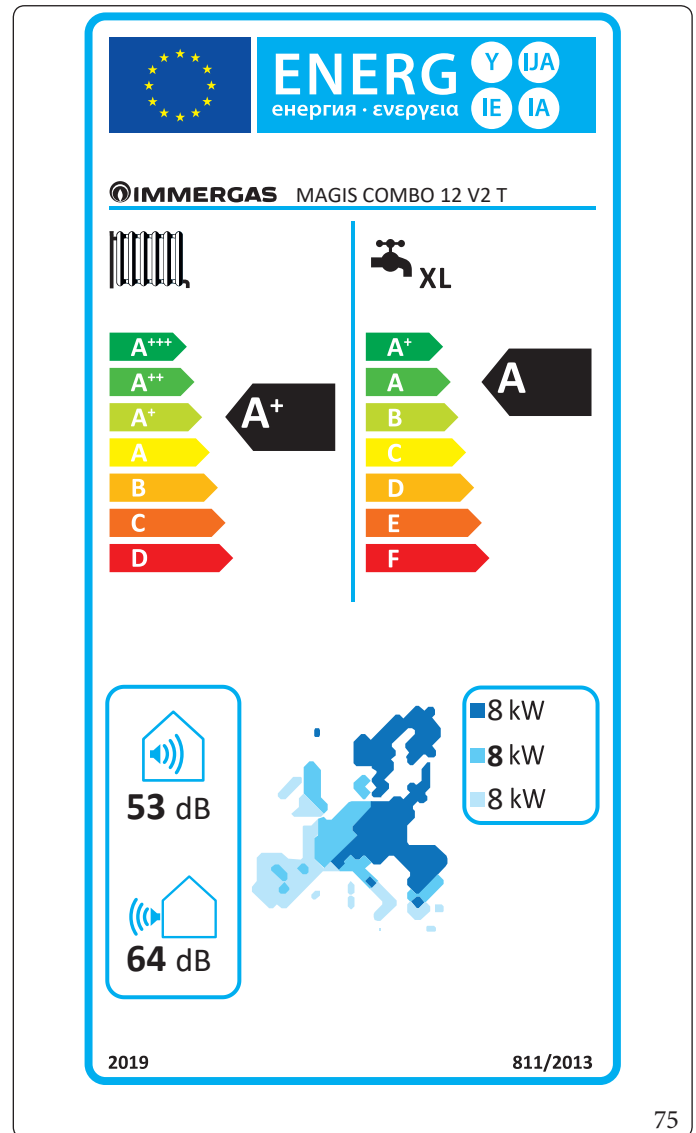 ENERG Y IJA
енергия · ενεργεια IE IA
IMMERGAS MAGIS COMBO 12 V2 T
XL
A+++
A++
A+
A
B
C
D
A+
A+
A
B
C
D
E
F
A
53 dB
64 dB
8 kW
8 kW
8 kW
2019 811/2013
75